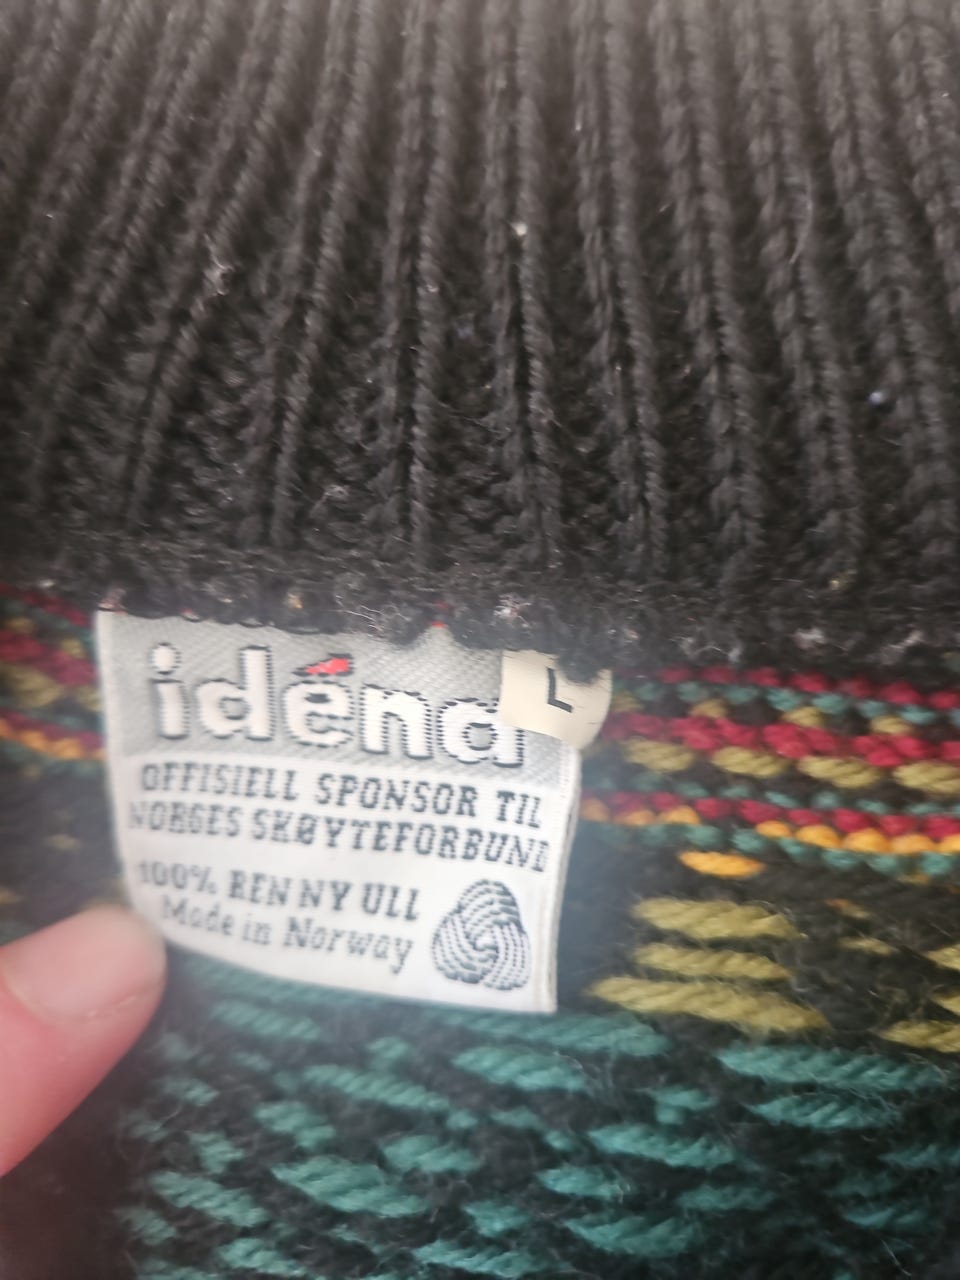 idéna
L
OFFISIELL SPONSOR TIL
NORGES SKØYTEFORBUND
100% REN NY ULL
Made in Norway